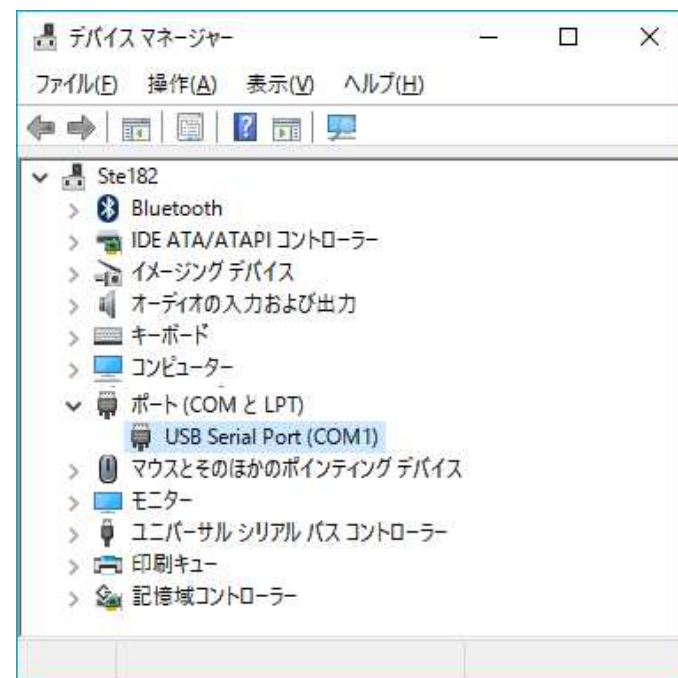 デバイス マネージャー
ファイル(F) 操作(A) 表示(V) ヘルプ(H)
Ste182
Bluetooth
IDE ATA/ATAPI コントローラー
イメージング デバイス
オーディオの入力および出力
キーボード
コンピューター
ポート (COM と LPT)
USB Serial Port (COM1)
マウスとそのほかのポインティング デバイス
モニター
ユニバーサル シリアル バス コントローラー
印刷キュー
記憶域コントローラー